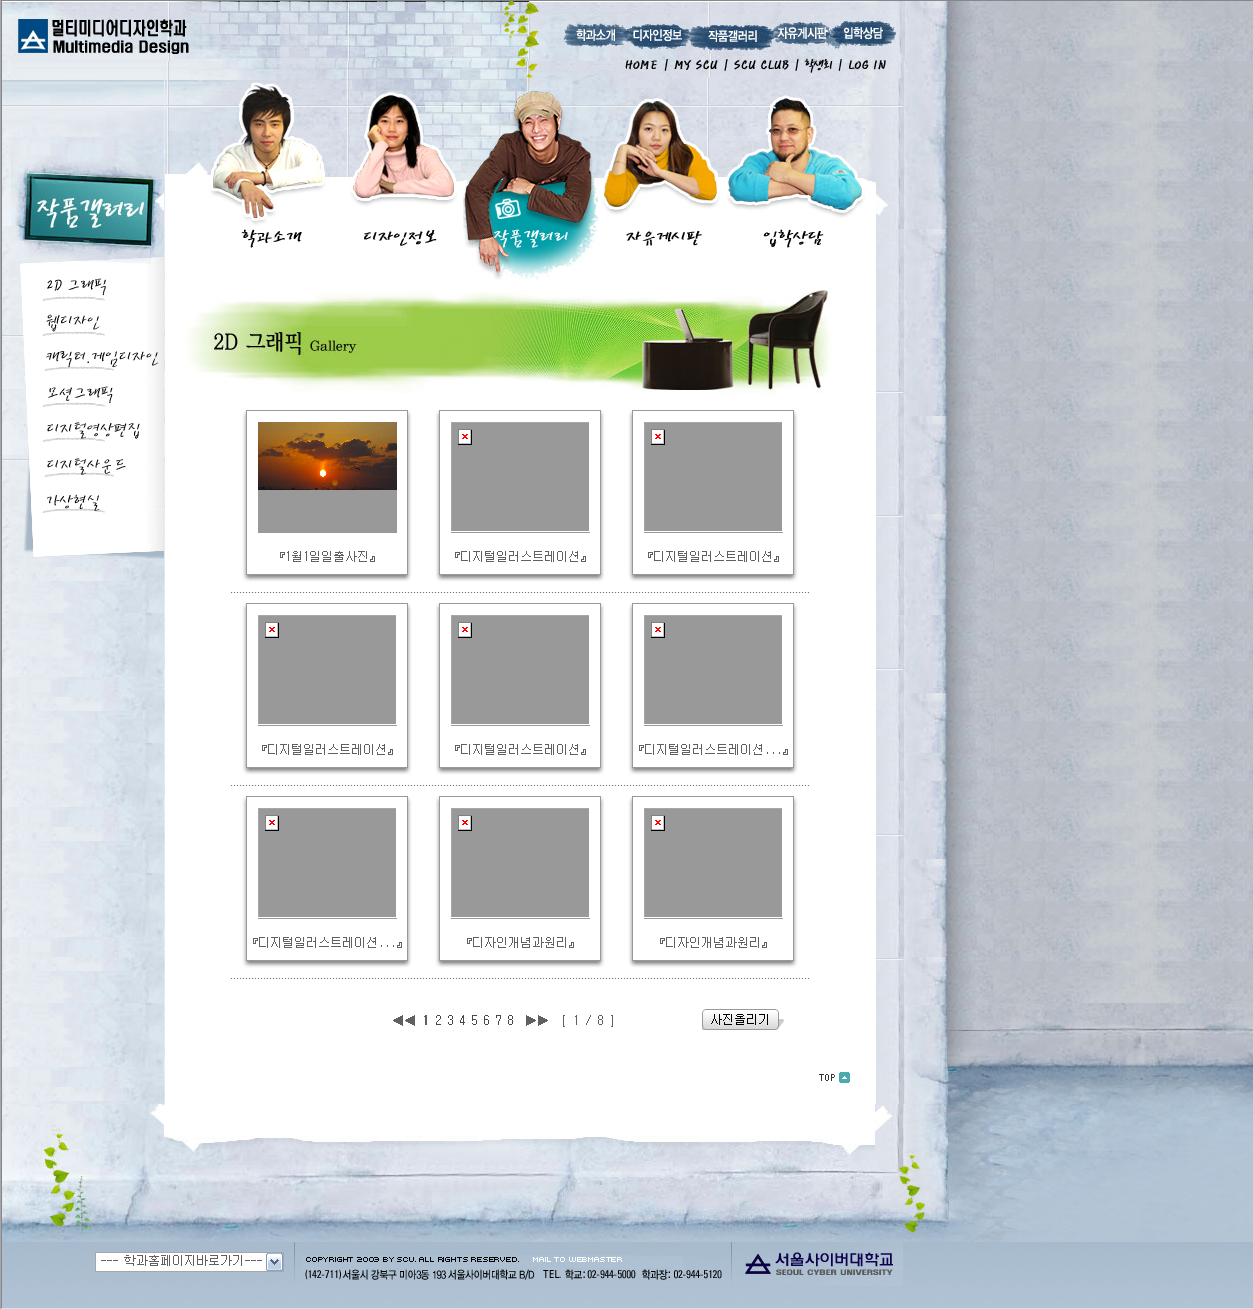 멀티미디어디자인학과
Multimedia Design
학과소개 디자인정보 작품갤러리 자유게시판 입학상담
HOME | MY SCU | SCU CLUB | 학생회 | LOG IN
작품갤러리
학과소개 디자인정보 작품갤러리 자유게시판 입학상담
2D 그래픽
웹디자인
캐릭터.게임디자인
모션그래픽
디지털영상편집
디지털사운드
가상현실
2D 그래픽 Gallery
『1월1일일출사진』 『디지털일러스트레이션』 『디지털일러스트레이션』
『디지털일러스트레이션』 『디지털일러스트레이션』 『디지털일러스트레이션...』
『디지털일러스트레이션...』 『디자인개념과원리』 『디자인개념과원리』
1 2 3 4 5 6 7 8 [ 1 / 8 ]
사진올리기
TOP
--- 학과홈페이지바로가기---
COPYRIGHT 2003 BY SCU. ALL RIGHTS RESERVED. MAIL TO WEBMASTER
(142-711) 서울시 강북구 미아3동 193 서울사이버대학교 B/D TEL. 학교: 02-944-5000 학과장: 02-944-5120
서울사이버대학교
SEOUL CYBER UNIVERSITY